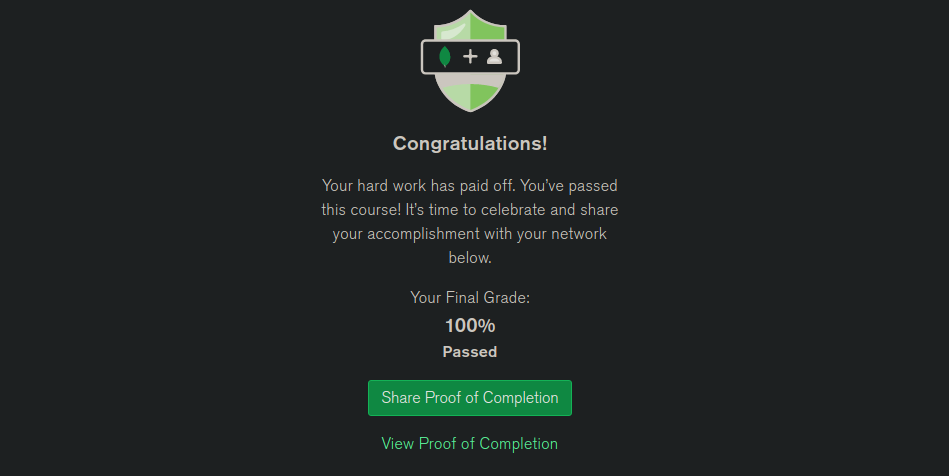 Congratulations!
Your hard work has paid off. You’ve passed
this course! It’s time to celebrate and share
your accomplishment with your network
below.
Your Final Grade:
100%
Passed
Share Proof of Completion
View Proof of Completion